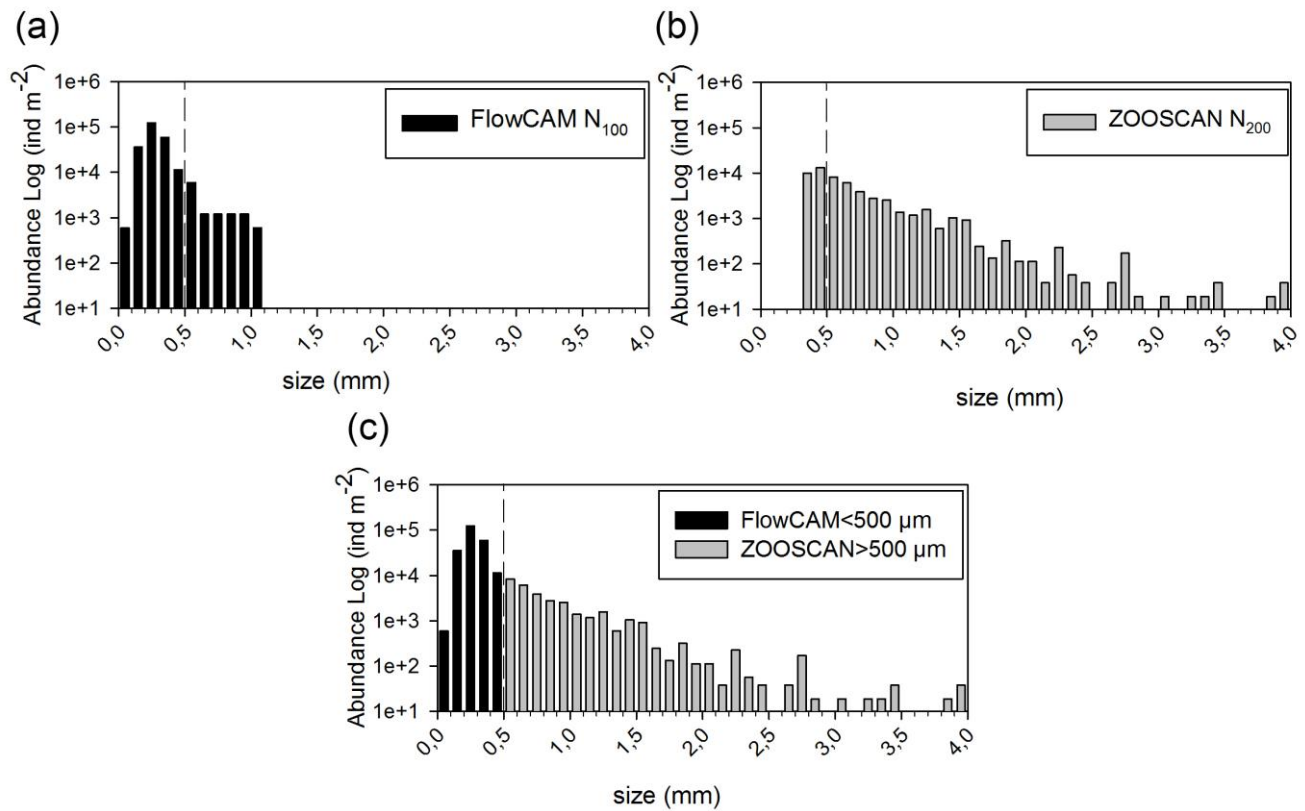 (a)
Abundance Log (ind m⁻²)
1e+6
1e+5
1e+4
1e+3
1e+2
1e+1
FlowCAM N₁₀₀
0,0
0,5
1,0
1,5
2,0
2,5
3,0
3,5
4,0
size (mm)
(b)
Abundance Log (ind m⁻²)
1e+6
1e+5
1e+4
1e+3
1e+2
1e+1
ZOOSCAN N₂₀₀
0,0
0,5
1,0
1,5
2,0
2,5
3,0
3,5
4,0
size (mm)
(c)
Abundance Log (ind m⁻²)
1e+6
1e+5
1e+4
1e+3
1e+2
1e+1
FlowCAM<500 µm
ZOOSCAN>500 µm
0,0
0,5
1,0
1,5
2,0
2,5
3,0
3,5
4,0
size (mm)